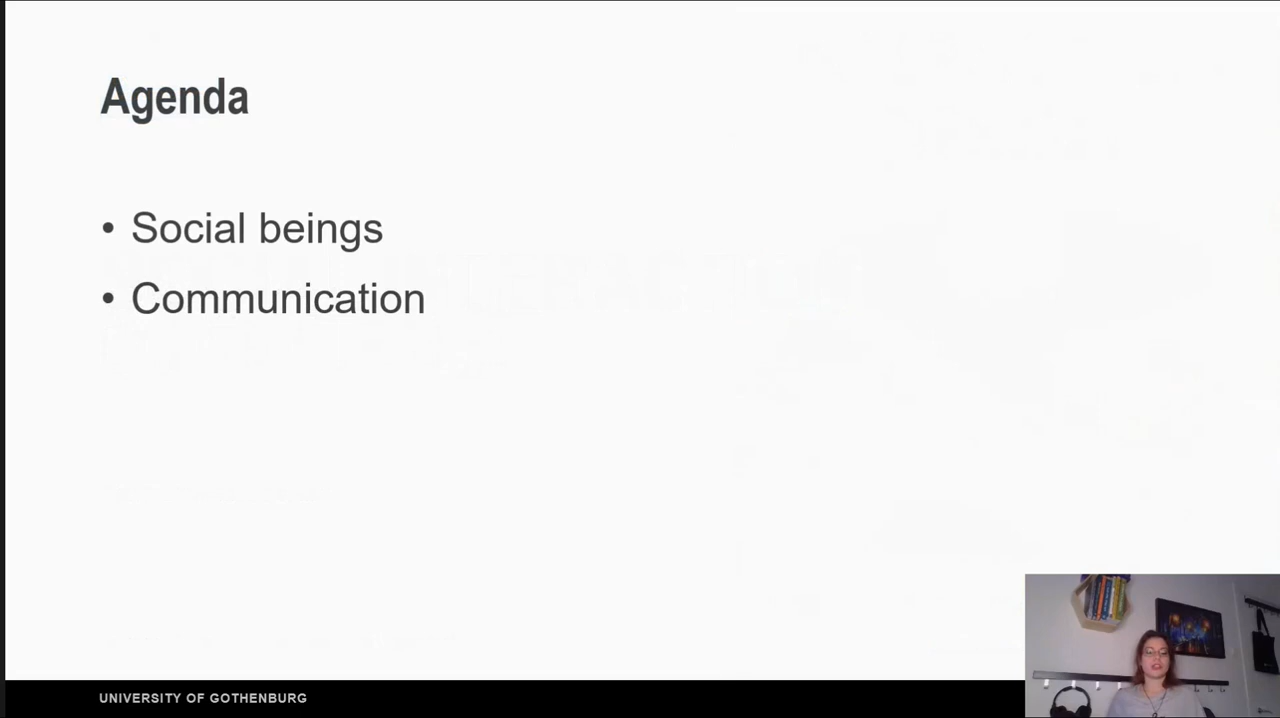 Agenda
• Social beings
• Communication
UNIVERSITY OF GOTHENBURG